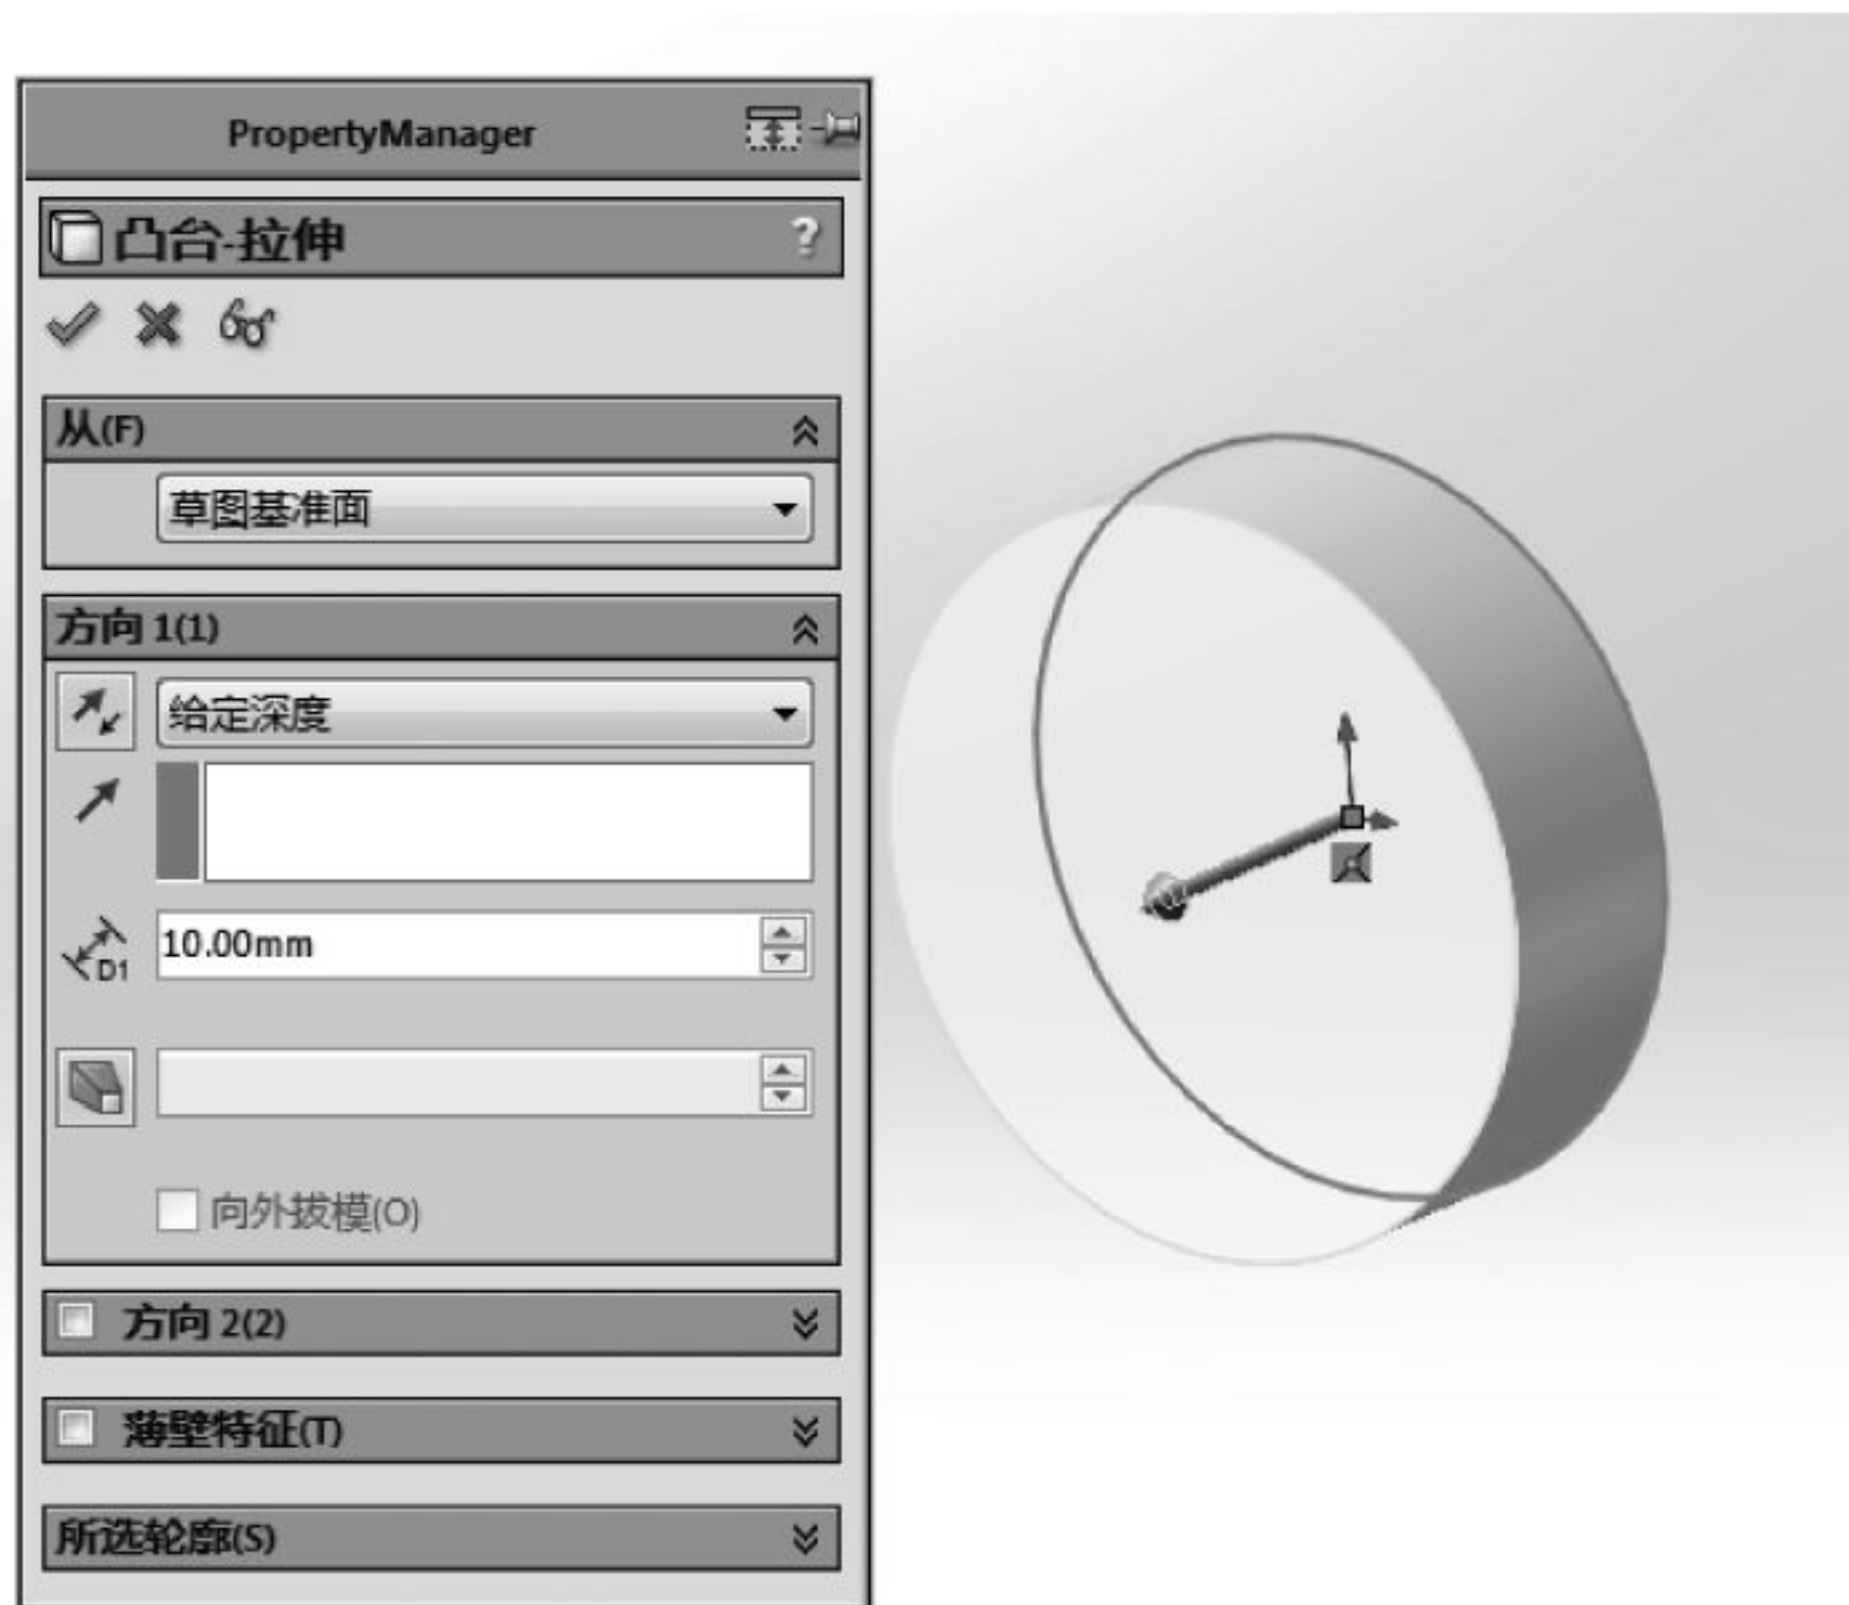 PropertyManager
凸台-拉伸 ?
从(F)
草图基准面
方向 1(1)
给定深度
D1 10.00mm
向外拔模(O)
方向 2(2)
薄壁特征(T)
所选轮廓(S)